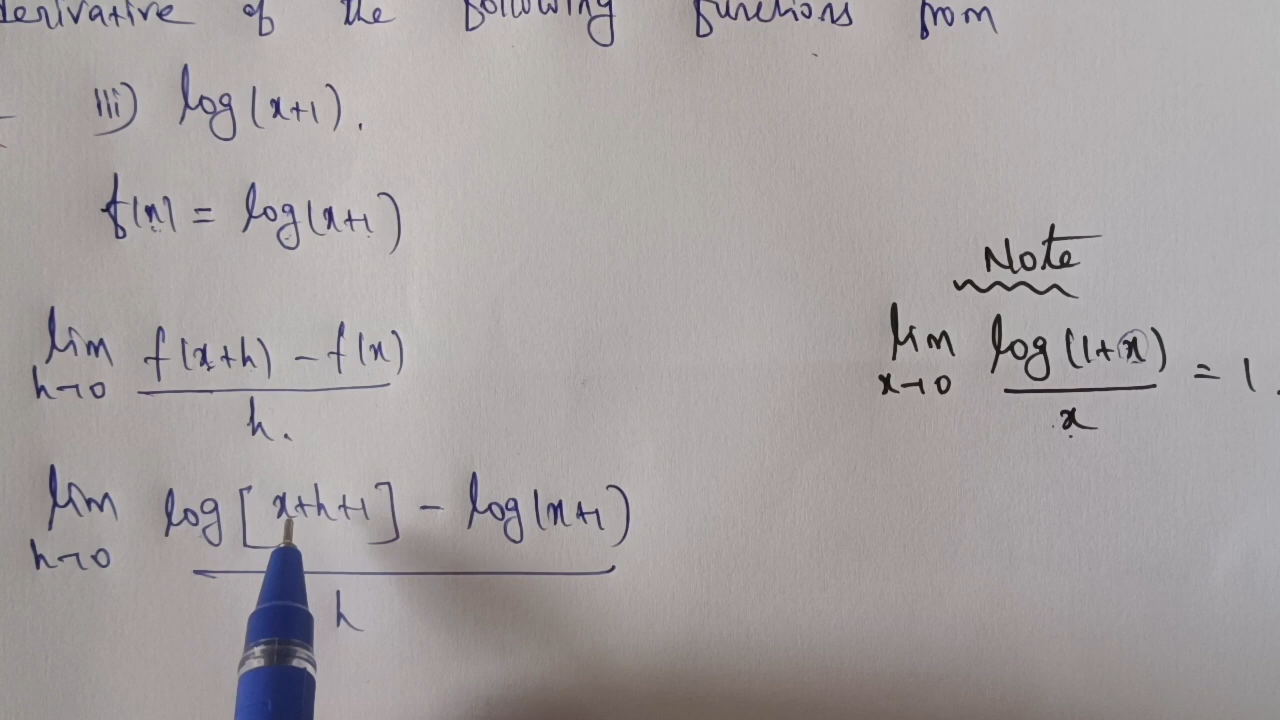 derivative of the following functions from
iii) log(x+1).
f(x) = log(x+1)
lim h→0 f(x+h) - f(x) / h.
lim h→0 log[x+h+1] - log(x+1) / h
Note
lim x→0 log(1+x) / x = 1.